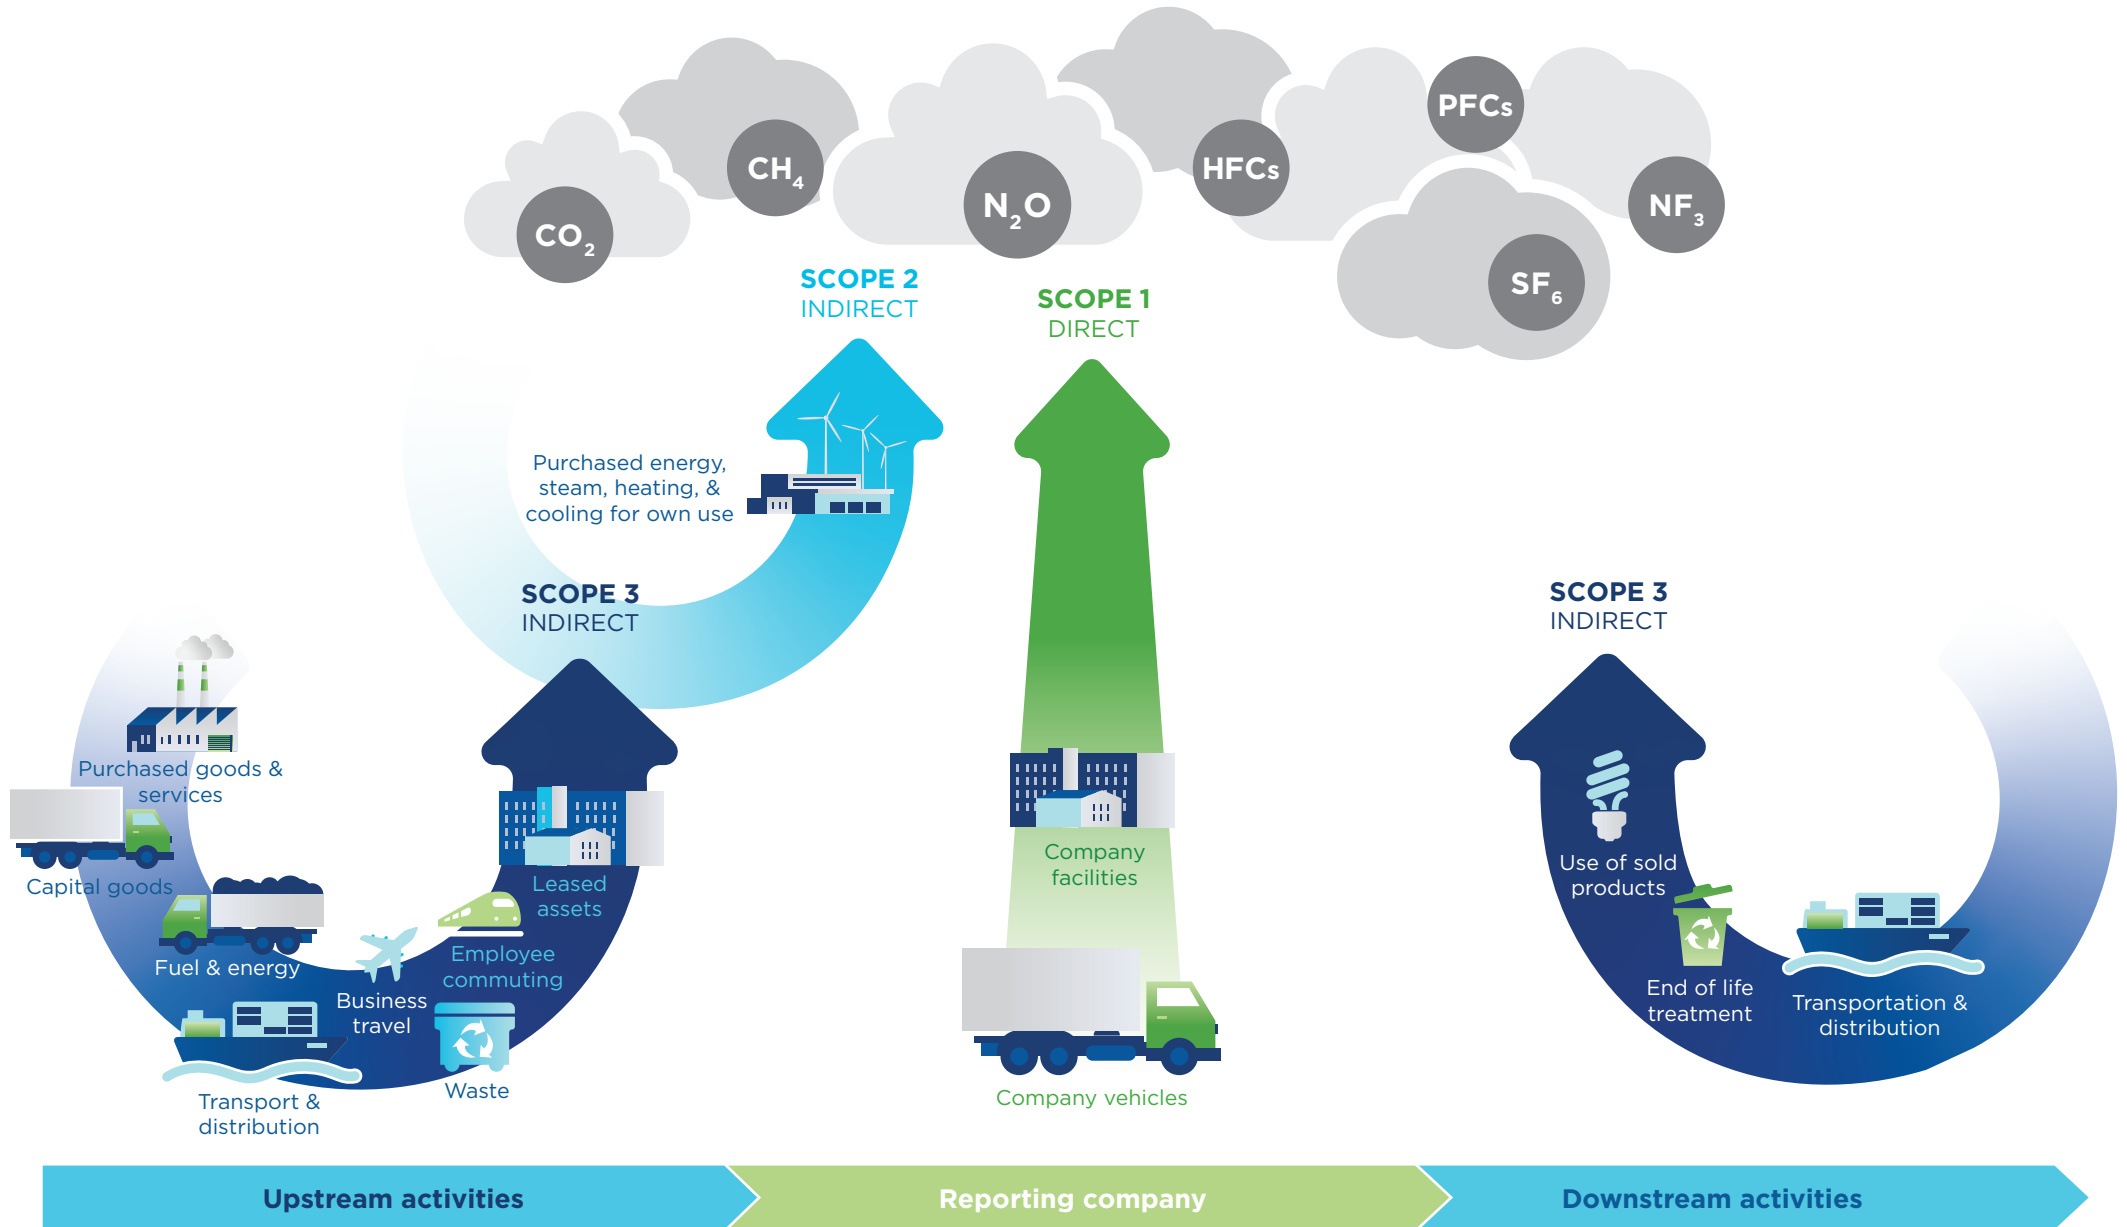 CO2
CH4
N2O
HFCs
PFCs
SF6
NF3
SCOPE 2
INDIRECT
SCOPE 1
DIRECT
Purchased energy,
steam, heating, &
cooling for own use
SCOPE 3
INDIRECT
SCOPE 3
INDIRECT
Purchased goods &
services
Capital goods
Fuel & energy
Transport &
distribution
Business
travel
Waste
Employee
commuting
Leased
assets
Company
facilities
Company vehicles
Use of sold
products
End of life
treatment
Transportation &
distribution
Upstream activities
Reporting company
Downstream activities